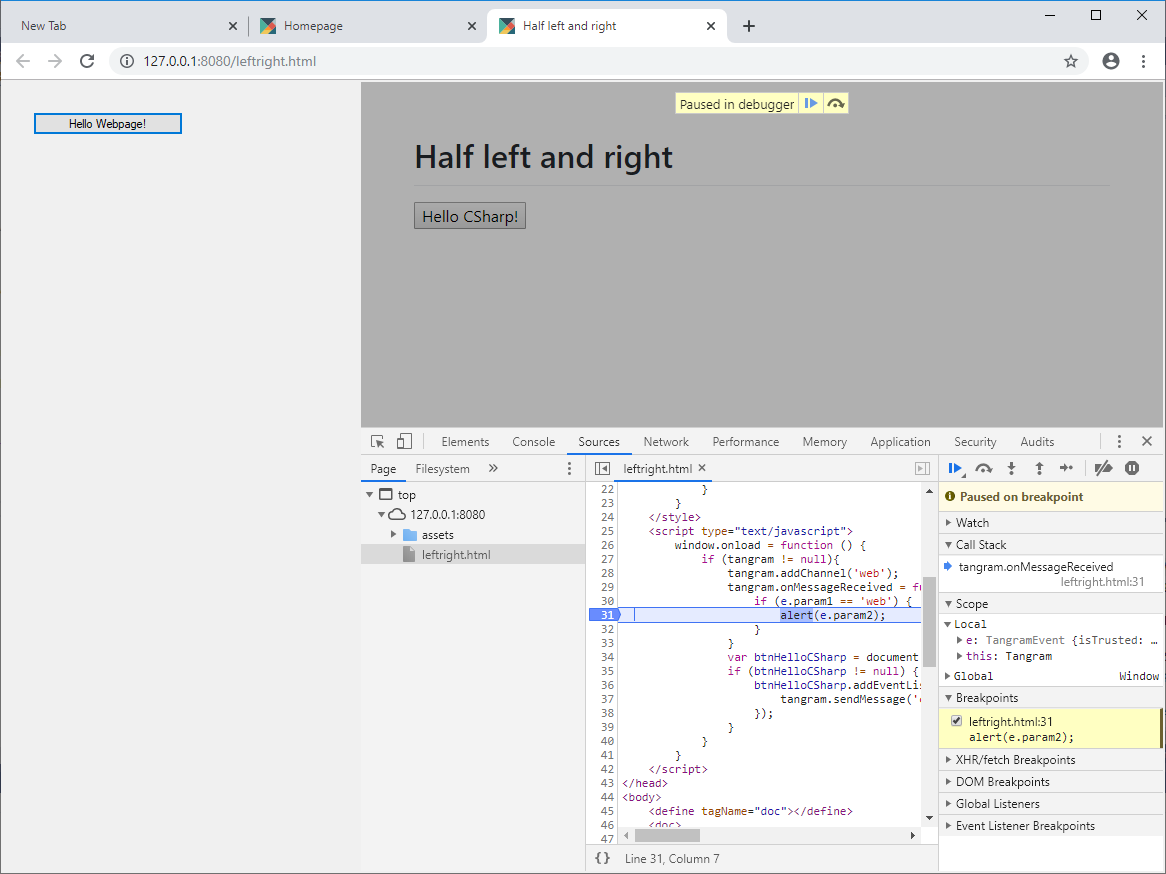 New Tab
Homepage
Half left and right
127.0.0.1:8080/leftright.html
Hello Webpage!
Paused in debugger
Half left and right
Hello CSharp!
Elements Console Sources Network Performance Memory Application Security Audits
Page Filesystem »
top
127.0.0.1:8080
assets
leftright.html
leftright.html
22 }
23 }
24 </style>
25 <script type="text/javascript">
26 window.onload = function () {
27 if (tangram != null){
28 tangram.addChannel('web');
29 tangram.onMessageReceived = fu
30 if (e.param1 == 'web') {
31 alert(e.param2);
32 }
33 }
34 var btnHelloCSharp = document
35 if (btnHelloCSharp != null) {
36 btnHelloCSharp.addEventLis
37 tangram.sendMessage('
38 });
39 }
40 }
41 }
42 </script>
43 </head>
44 <body>
45 <define tagName="doc"></define>
46 <doc>
47
{} Line 31, Column 7
Paused on breakpoint
Watch
Call Stack
tangram.onMessageReceived
leftright.html:31
Scope
Local
e: TangramEvent {isTrusted: …
this: Tangram
Global Window
Breakpoints
leftright.html:31
alert(e.param2);
XHR/fetch Breakpoints
DOM Breakpoints
Global Listeners
Event Listener Breakpoints